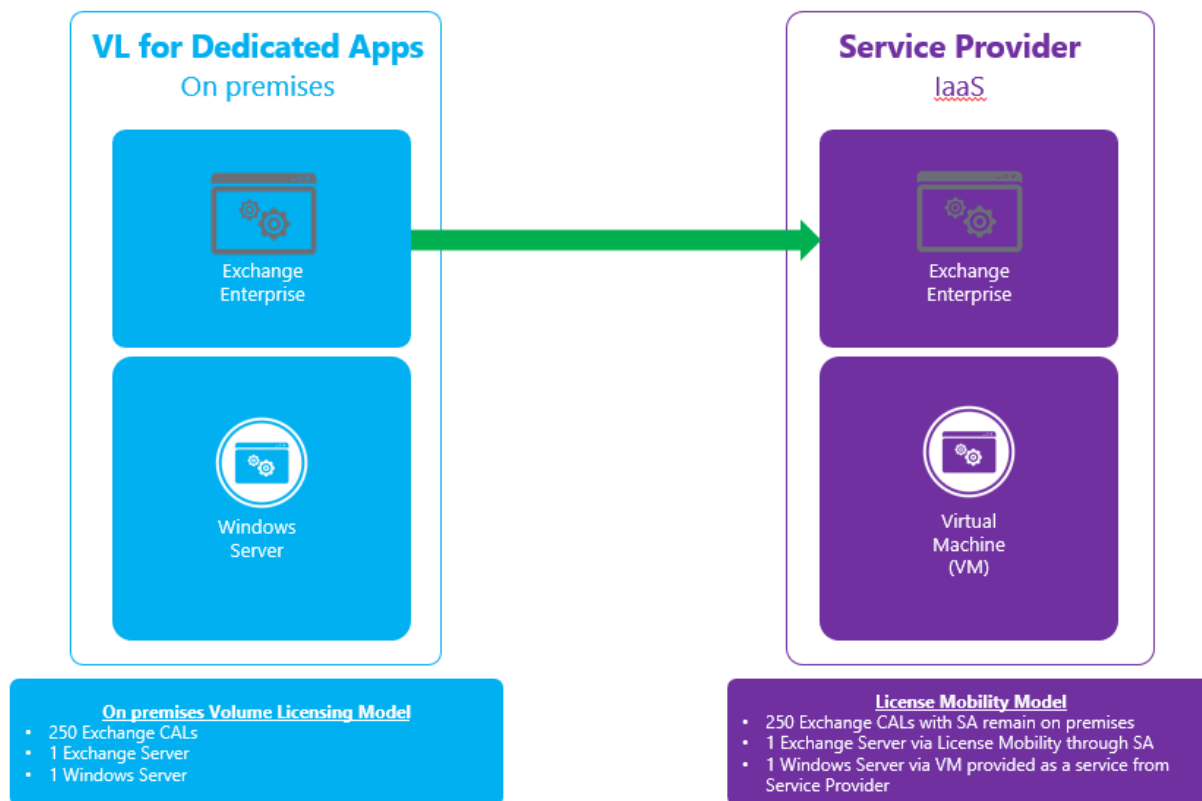 VL for Dedicated Apps
On premises
Exchange
Enterprise
Windows
Server
On premises Volume Licensing Model
• 250 Exchange CALs
• 1 Exchange Server
• 1 Windows Server
Service Provider
IaaS
Exchange
Enterprise
Virtual
Machine
(VM)
License Mobility Model
• 250 Exchange CALs with SA remain on premises
• 1 Exchange Server via License Mobility through SA
• 1 Windows Server via VM provided as a service from
Service Provider